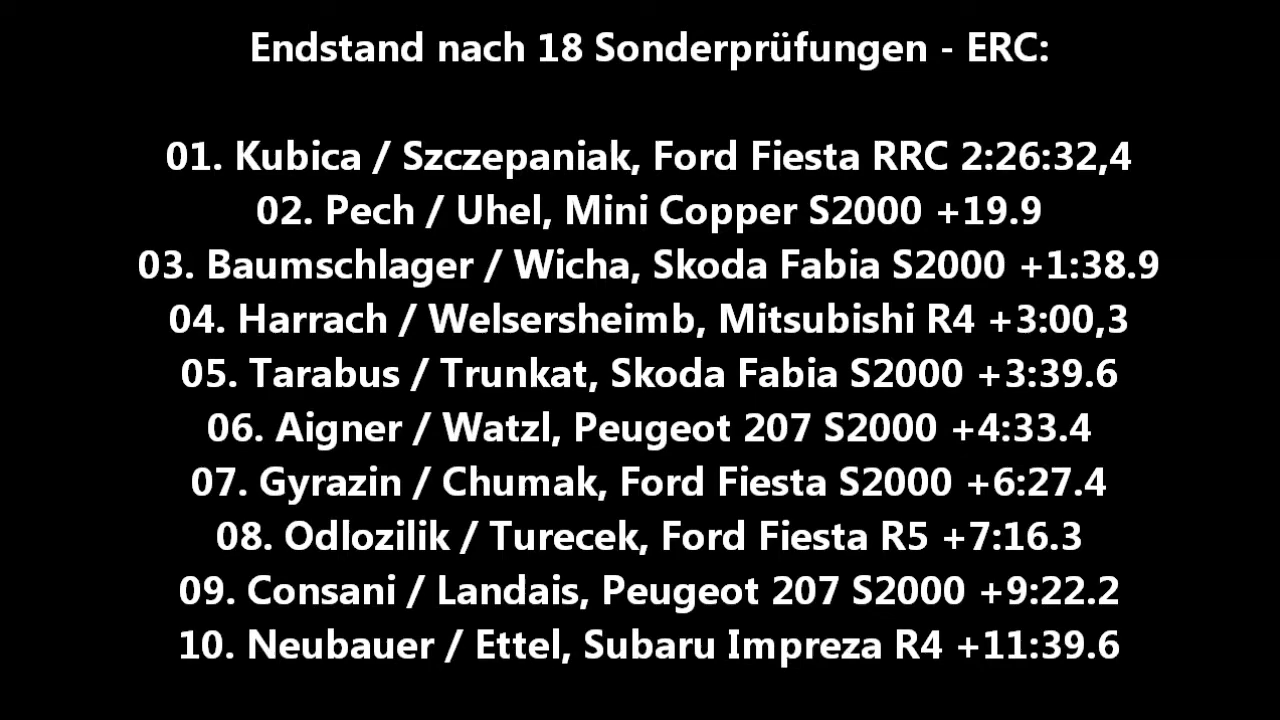 Endstand nach 18 Sonderprüfungen - ERC:
01. Kubica / Szczepaniak, Ford Fiesta RRC 2:26:32,4
02. Pech / Uhel, Mini Copper S2000 +19.9
03. Baumschlager / Wicha, Skoda Fabia S2000 +1:38.9
04. Harrach / Welsersheimb, Mitsubishi R4 +3:00,3
05. Tarabus / Trunkat, Skoda Fabia S2000 +3:39.6
06. Aigner / Watzl, Peugeot 207 S2000 +4:33.4
07. Gyrazin / Chumak, Ford Fiesta S2000 +6:27.4
08. Odlozilik / Turecek, Ford Fiesta R5 +7:16.3
09. Consani / Landais, Peugeot 207 S2000 +9:22.2
10. Neubauer / Ettel, Subaru Impreza R4 +11:39.6